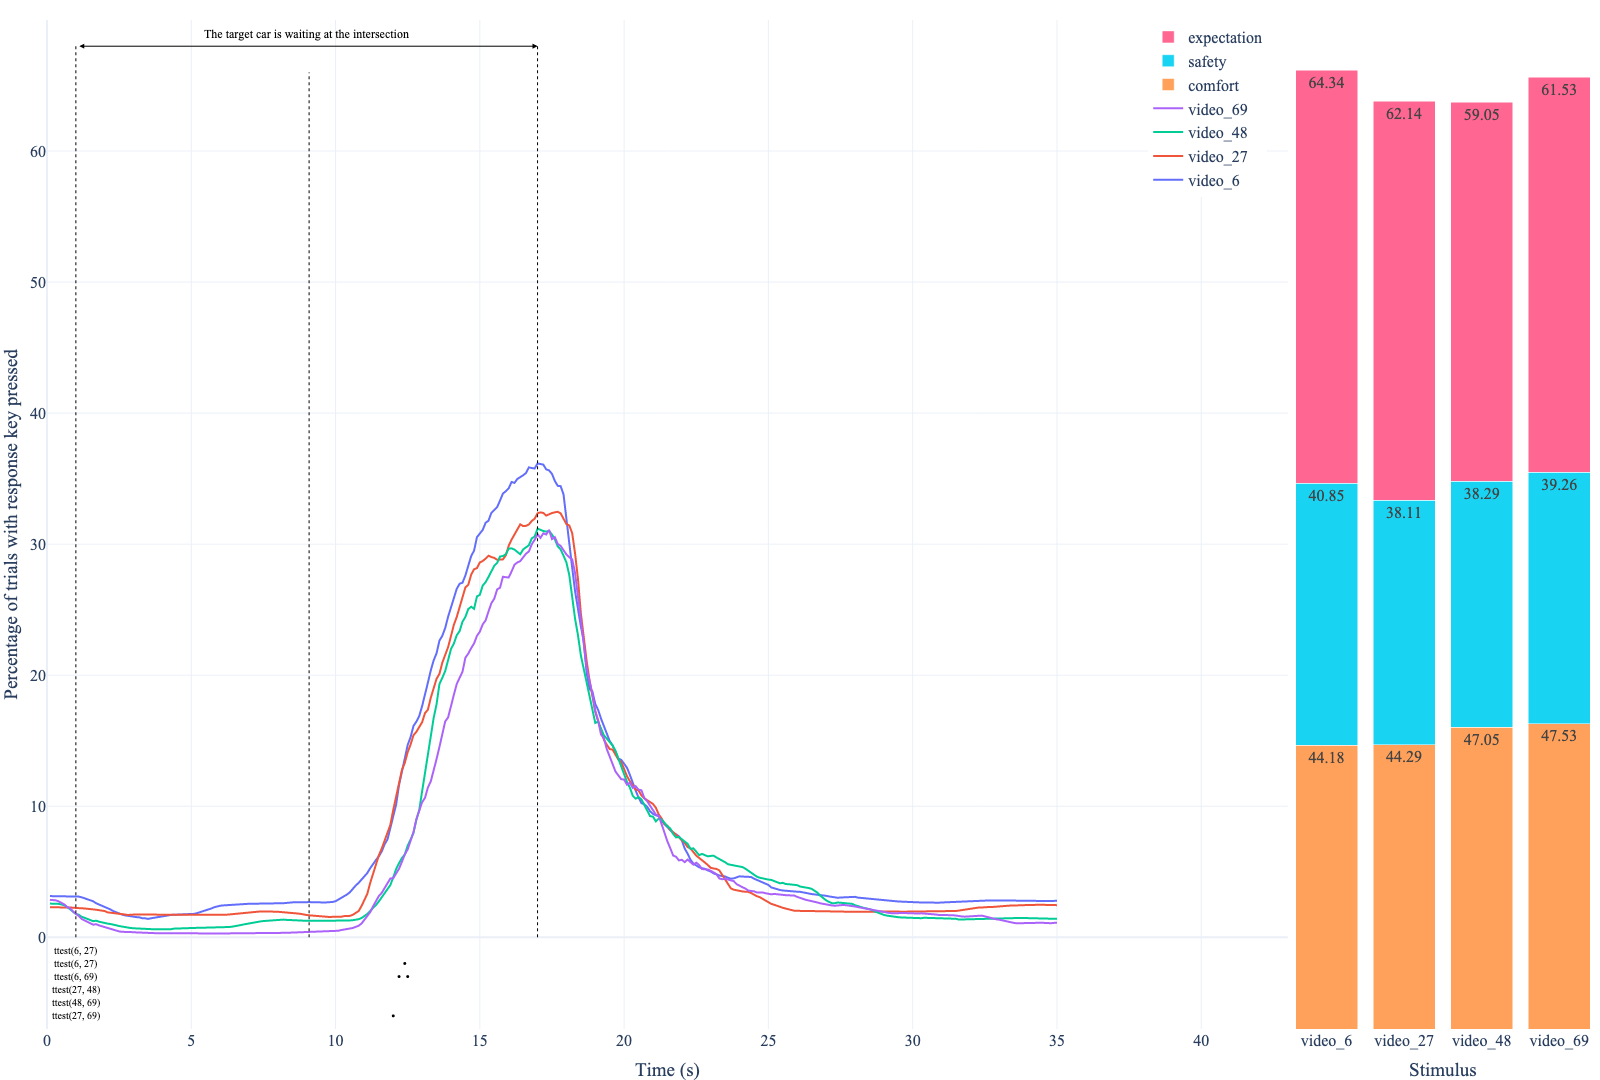 The target car is waiting at the intersection
expectation
safety
comfort
video_69
video_48
video_27
video_6
Percentage of trials with response key pressed
60
50
40
30
20
10
0
ttest(6, 27)
ttest(6, 27)
ttest(6, 69)
ttest(27, 48)
ttest(48, 69)
ttest(27, 69)
0 5 10 15 20 25 30 35 40
Time (s)
64.34 62.14 59.05 61.53
40.85 38.11 38.29 39.26
44.18 44.29 47.05 47.53
video_6 video_27 video_48 video_69
Stimulus